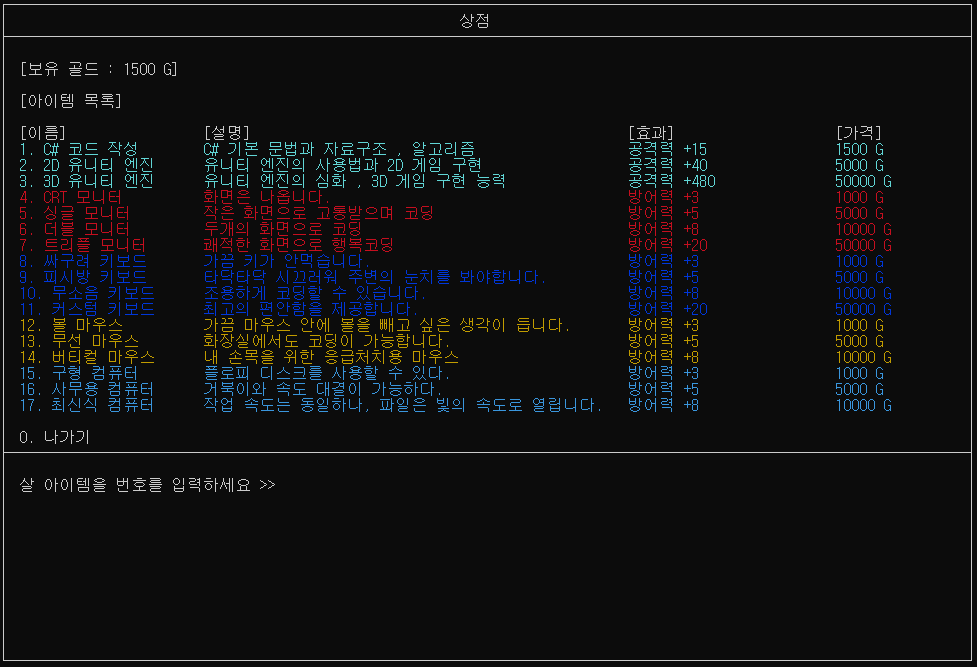 상점
[보유 골드 : 1500 G]
[아이템 목록]
[이름] [설명] [효과] [가격]
1. C# 코드 작성 C# 기본 문법과 자료구조 , 알고리즘 공격력 +15 1500 G
2. 2D 유니티 엔진 유니티 엔진의 사용법과 2D 게임 구현 공격력 +40 5000 G
3. 3D 유니티 엔진 유니티 엔진의 심화 , 3D 게임 구현 능력 공격력 +480 50000 G
4. CRT 모니터 화면은 나옵니다. 방어력 +3 1000 G
5. 싱글 모니터 작은 화면으로 고통받으며 코딩 방어력 +5 5000 G
6. 더블 모니터 두개의 화면으로 코딩 방어력 +8 10000 G
7. 트리플 모니터 쾌적한 화면으로 행복코딩 방어력 +20 50000 G
8. 싸구려 키보드 가끔 키가 안먹습니다. 방어력 +3 1000 G
9. 피시방 키보드 타닥타닥 시끄러워 주변의 눈치를 봐야합니다. 방어력 +5 5000 G
10. 무소음 키보드 조용하게 코딩할 수 있습니다. 방어력 +8 10000 G
11. 커스텀 키보드 최고의 편안함을 제공합니다. 방어력 +20 50000 G
12. 볼 마우스 가끔 마우스 안에 볼을 빼고 싶은 생각이 듭니다. 방어력 +3 1000 G
13. 무선 마우스 화장실에서도 코딩이 가능합니다. 방어력 +5 5000 G
14. 버티컬 마우스 내 손목을 위한 응급처치용 마우스 방어력 +8 10000 G
15. 구형 컴퓨터 플로피 디스크를 사용할 수 있다. 방어력 +3 1000 G
16. 사무용 컴퓨터 거북이와 속도 대결이 가능하다. 방어력 +5 5000 G
17. 최신식 컴퓨터 작업 속도는 동일하나, 파일은 빛의 속도로 열립니다. 방어력 +8 10000 G
0. 나가기
살 아이템을 번호를 입력하세요 >>